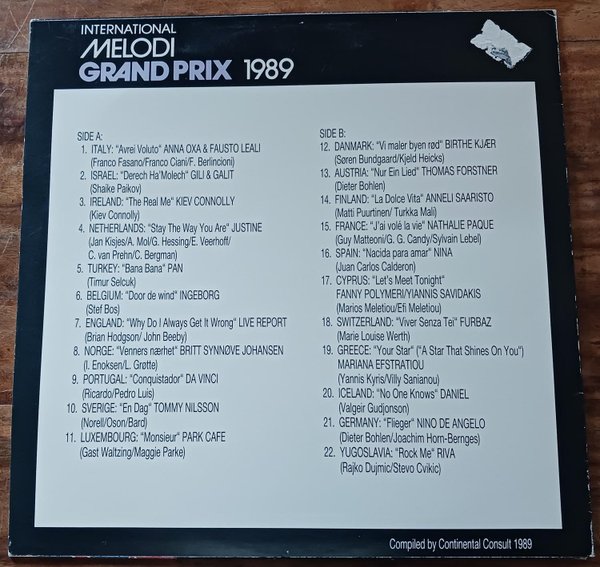 INTERNATIONAL
MELODI
GRAND PRIX 1989
SIDE A:
1. ITALY: "Avrei Voluto" ANNA OXA & FAUSTO LEALI
(Franco Fasano/Franco Ciani/F. Berlincioni)
2. ISRAEL: "Derech Ha'Molech" GILI & GALIT
(Shaike Paikov)
3. IRELAND: "The Real Me" KIEV CONNOLLY
(Kiev Connolly)
4. NETHERLANDS: "Stay The Way You Are" JUSTINE
(Jan Kisjes/A. Mol/G. Hessing/E. Veerhoff/
C. van Prehn/C. Bergman)
5. TURKEY: "Bana Bana" PAN
(Timur Selcuk)
6. BELGIUM: "Door de wind" INGEBORG
(Stef Bos)
7. ENGLAND: "Why Do I Always Get It Wrong" LIVE REPORT
(Brian Hodgson/ John Beeby)
8. NORGE: "Venners nærhet" BRITT SYNNØVE JOHANSEN
(I. Enoksen/L. Grøtte)
9. PORTUGAL: "Conquistador" DA VINCI
(Ricardo/Pedro Luis)
10. SVERIGE: "En Dag" TOMMY NILSSON
(Norell/Oson/Bard)
11. LUXEMBOURG: "Monsieur" PARK CAFE
(Gast Waltzing/Maggie Parke)
SIDE B:
12. DANMARK: "Vi maler byen rød" BIRTHE KJÆR
(Søren Bundgaard/Kjeld Heicks)
13. AUSTRIA: "Nur Ein Lied" THOMAS FORSTNER
(Dieter Bohlen)
14. FINLAND: "La Dolce Vita" ANNELI SAARISTO
(Matti Puurtinen/ Turkka Mali)
15. FRANCE: "J'ai volé la vie" NATHALIE PAQUE
(Guy Matteoni/G. G. Candy/Sylvain Lebel)
16. SPAIN: "Nacida para amar" NINA
(Juan Carlos Calderon)
17. CYPRUS: "Let's Meet Tonight"
FANNY POLYMERI/YIANNIS SAVIDAKIS
(Marios Meletiou/Efi Meletiou)
18. SWITZERLAND: "Viver Senza Tei" FURBAZ
(Marie Louise Werth)
19. GREECE: "Your Star" ("A Star That Shines On You")
MARIANA EFSTRATIOU
(Yannis Kyris/Villy Sanianou)
20. ICELAND: "No One Knows" DANIEL
(Valgeir Gudjonson)
21. GERMANY: "Flieger" NINO DE ANGELO
(Dieter Bohlen/Joachim Horn-Bernges)
22. YUGOSLAVIA: "Rock Me" RIVA
(Rajko Dujmic/Stevo Cvikic)
Compiled by Continental Consult 1989